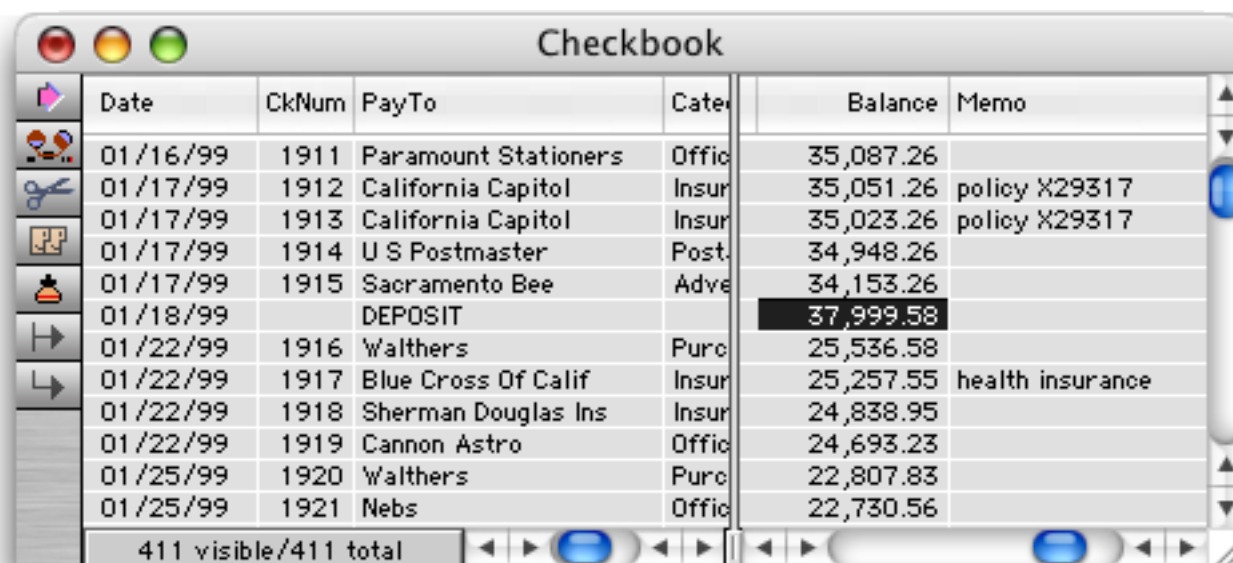 Checkbook
Date CkNum PayTo Cate Balance Memo
01/16/99 1911 Paramount Stationers Offic 35,087.26
01/17/99 1912 California Capitol Insur 35,051.26 policy X29317
01/17/99 1913 California Capitol Insur 35,023.26 policy X29317
01/17/99 1914 U S Postmaster Post 34,948.26
01/17/99 1915 Sacramento Bee Adve 34,153.26
01/18/99 DEPOSIT 37,999.58
01/22/99 1916 Walthers Purc 25,536.58
01/22/99 1917 Blue Cross Of Calif Insur 25,257.55 health insurance
01/22/99 1918 Sherman Douglas Ins Insur 24,838.95
01/22/99 1919 Cannon Astro Offic 24,693.23
01/25/99 1920 Walthers Purc 22,807.83
01/25/99 1921 Nebs Offic 22,730.56
411 visible/411 total